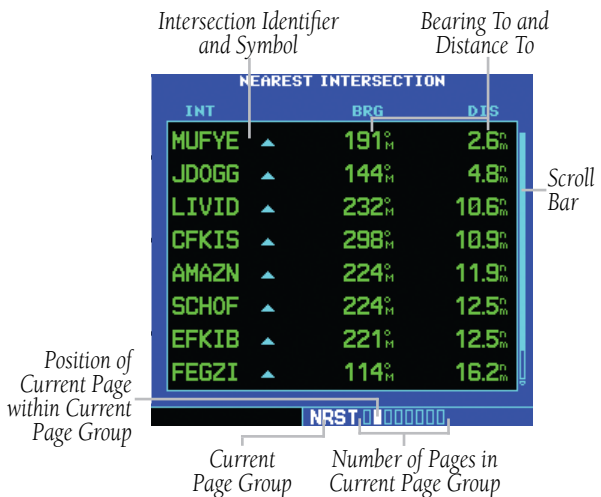 Intersection Identifier
and Symbol
Bearing To and
Distance To
NEAREST INTERSECTION
INT BRG DIS
MUFYE 191°M 2.6nm
JDOGG 144°M 4.8nm
LIVID 232°M 10.6nm
CFKIS 298°M 10.9nm
AMAZN 224°M 11.9nm
SCHOF 224°M 12.5nm
EFKIB 221°M 12.5nm
FEGZI 114°M 16.2nm
Scroll
Bar
Position of
Current Page
within Current
Page Group
NRST
Current
Page Group
Number of Pages in
Current Page Group